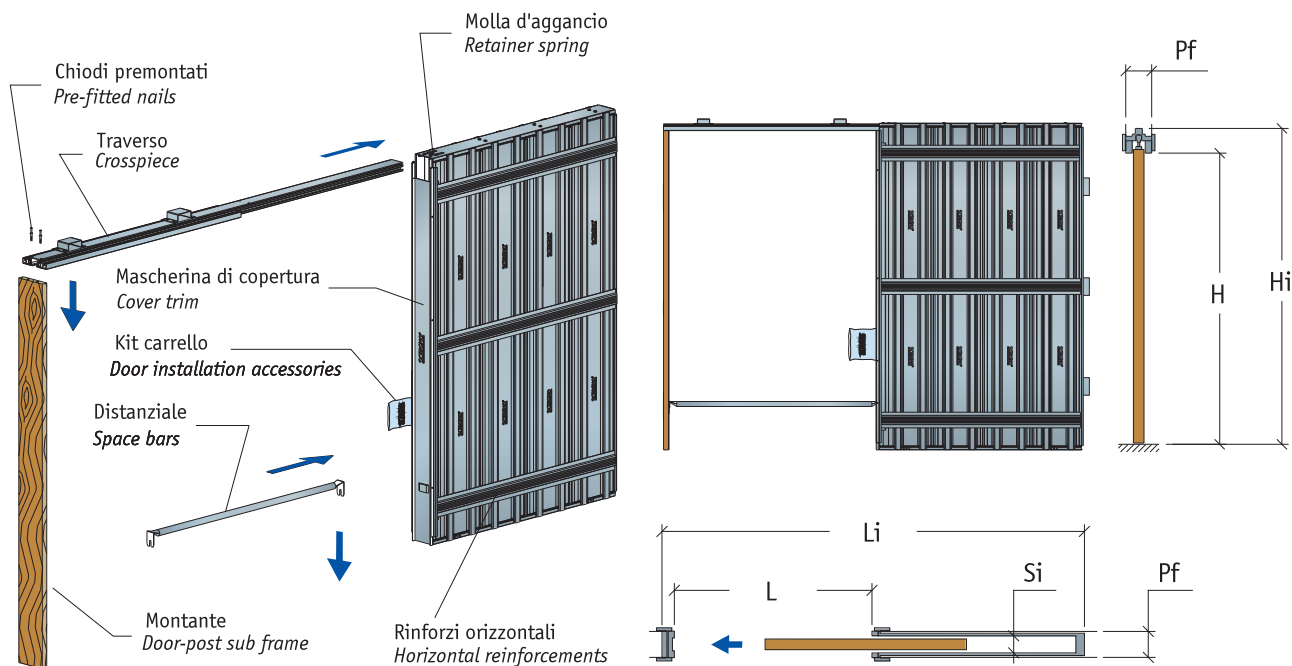 Molla d'aggancio
Retainer spring
Chiodi premontati
Pre-fitted nails
Traverso
Crosspiece
Mascherina di copertura
Cover trim
Kit carrello
Door installation accessories
Distanziale
Space bars
Montante
Door-post sub frame
Rinforzi orizzontali
Horizontal reinforcements
Pf
H
Hi
Li
L
Si
Pf